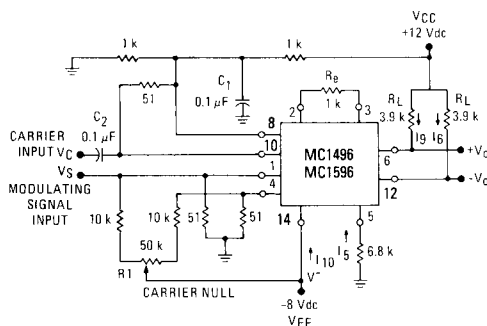 VCC
+12 Vdc
1 k
1 k
51
C1
0.1 µF
Re
1 k
2
3
RL
3.9 k
RL
3.9 k
I9
I6
C2
0.1 µF
CARRIER
INPUT
VC
VS
MODULATING
SIGNAL
INPUT
8
10
1
4
MC1496
MC1596
6
12
+Vo
-Vo
14
5
10 k
10 k
51
51
50 k
R1
CARRIER NULL
I10
V-
I5
6.8 k
-8 Vdc
VEE